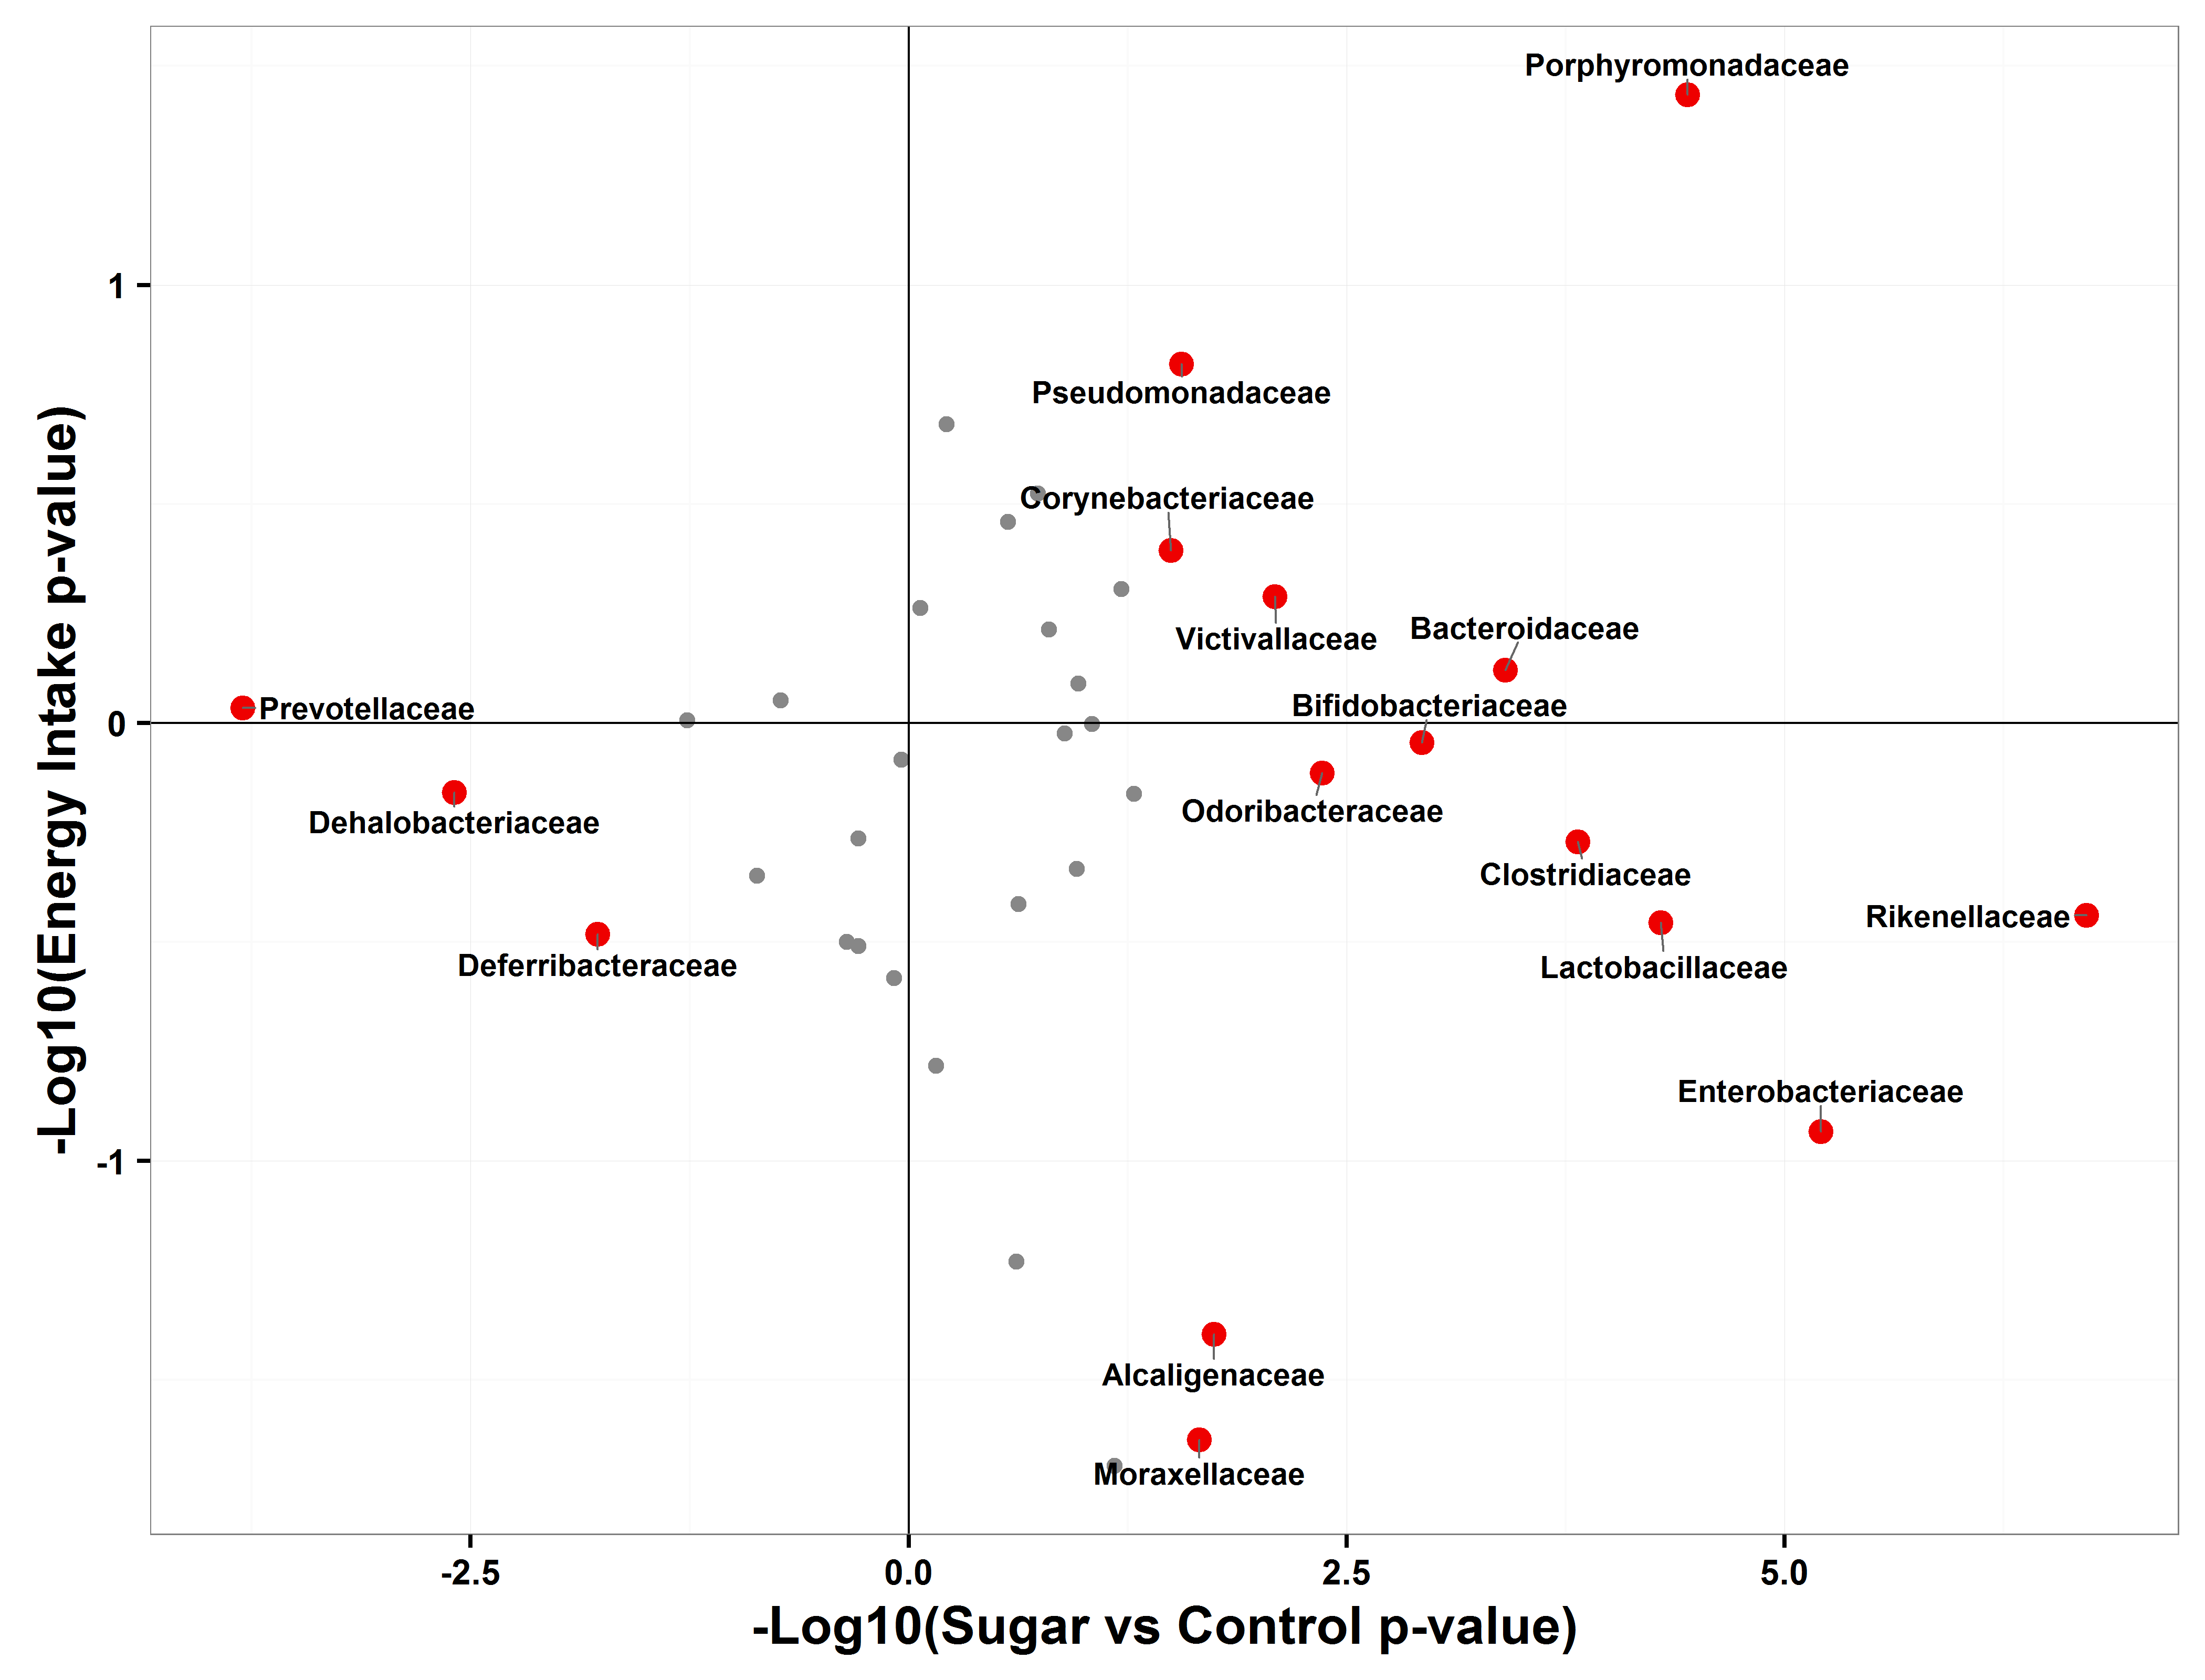 Porphyromonadaceae
1
Pseudomonadaceae
Corynebacteriaceae
Victivallaceae
Bacteroidaceae
Bifidobacteriaceae
Prevotellaceae
0
Dehalobacteriaceae
Odoribacteraceae
Clostridiaceae
Rikenellaceae
Deferribacteraceae
Lactobacillaceae
Enterobacteriaceae
-1
Alcaligenaceae
Moraxellaceae
-Log10(Energy Intake p-value)
-2.5 0.0 2.5 5.0
-Log10(Sugar vs Control p-value)